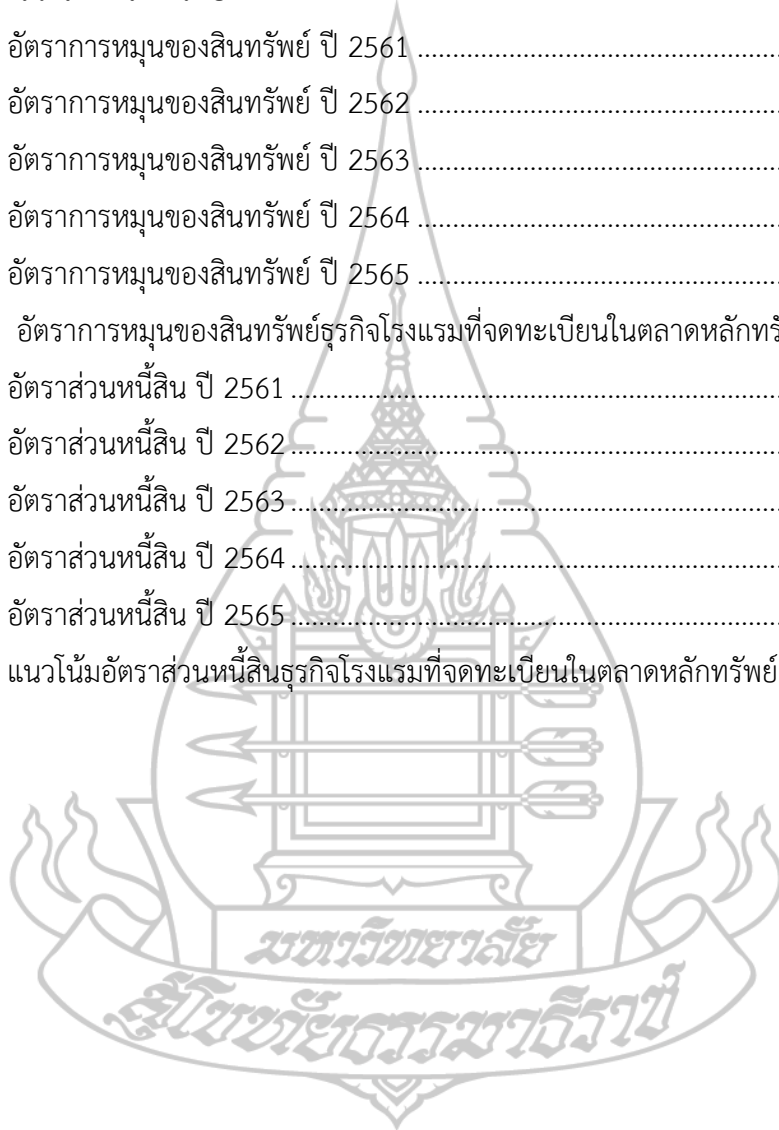 อัตราการหมุนของสินทรัพย์ ปี 2561 ........................................................
อัตราการหมุนของสินทรัพย์ ปี 2562 ........................................................
อัตราการหมุนของสินทรัพย์ ปี 2563 ........................................................
อัตราการหมุนของสินทรัพย์ ปี 2564 ........................................................
อัตราการหมุนของสินทรัพย์ ปี 2565 ........................................................
อัตราการหมุนของสินทรัพย์ธุรกิจโรงแรมที่จดทะเบียนในตลาดหลักทรั
อัตราส่วนหนี้สิน ปี 2561 ........................................................................
อัตราส่วนหนี้สิน ปี 2562 ........................................................................
อัตราส่วนหนี้สิน ปี 2563 ........................................................................
อัตราส่วนหนี้สิน ปี 2564 ........................................................................
อัตราส่วนหนี้สิน ปี 2565 ........................................................................
แนวโน้มอัตราส่วนหนี้สินธุรกิจโรงแรมที่จดทะเบียนในตลาดหลักทรัพย์
มหาวิทยาลัย
สุโขทัยธรรมาธิราช